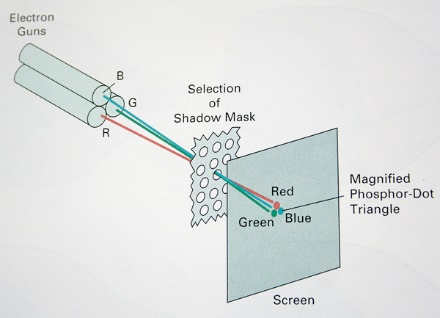 Electron
Guns
B
G
R
Selection
of
Shadow Mask
Red
Green
Blue
Magnified
Phosphor-Dot
Triangle
Screen